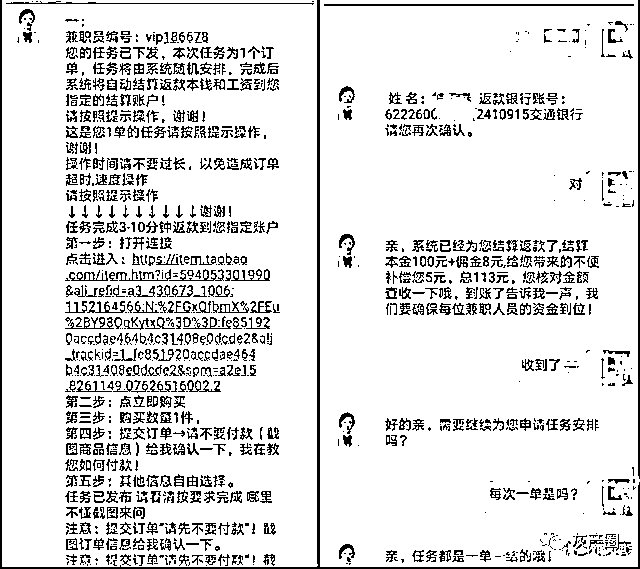 一：
兼职员编号：vip186678
您的任务已下发，本次任务为1个订
单，任务将由系统随机安排，完成后
系统将自动结算返款本钱和工资到您
指定的结算账户！
请按照提示操作，谢谢！
这是您1单的任务请按照提示操作，
谢谢！
操作时间请不要过长，以免造成订单
超时,速度操作
请按照提示操作
↓↓↓↓↓↓↓↓↓↓谢谢！
任务完成3-10分钟返款到您指定账户
第一步：打开连接
点击进入：https://item.taobao
.com/item.htm?id=594053301990
&ali_refid=a3_430673_1006:
1152164566:N:%2FGxQfbmX%2FEu
%2BY98QqKytxQ%3D%3D:fe85192
0accdae464b4c31408e0dcde2&ali
_trackid=1_fe851920accdae464
b4c31408e0dcde2&spm=a2e15
.8261149.07626516002.2
第二步：点立即购买
第三步：购买数量1件，
第四步：提交订单→请不要付款（截
图商品信息）给我确认一下，我在教
您如何付款！
第五步：其他信息自由选择。
任务已发布 请看清按要求完成 哪里
不懂截图来问
注意：提交订单"请先不要付款"！截
图订单信息给我确认一下。
注意：提交订单"请先不要付款"！截
姓名： 返款银行账号：
6222600 2410915交通银行
请您再次确认。
对
亲，系统已经为您结算返款了,结算
本金100元+佣金8元,给您带来的不便
补偿您5元，总113元，您核对金额
查收一下哦，到账了告诉我一声，我
们要确保每位兼职人员的资金到位！
收到了
好的亲，需要继续为您申请任务安排
吗？
每次一单是吗？
亲，任务都是一单一结的哦